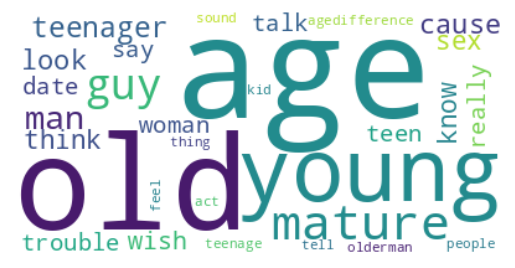 sound
teenager
talk
agedifference
cause
say
sex
look
age
date
guy
kid
man
know
really
think
woman
teen
thing
old
young
feel
act
mature
trouble
wish
teenage
tell
olderman
people